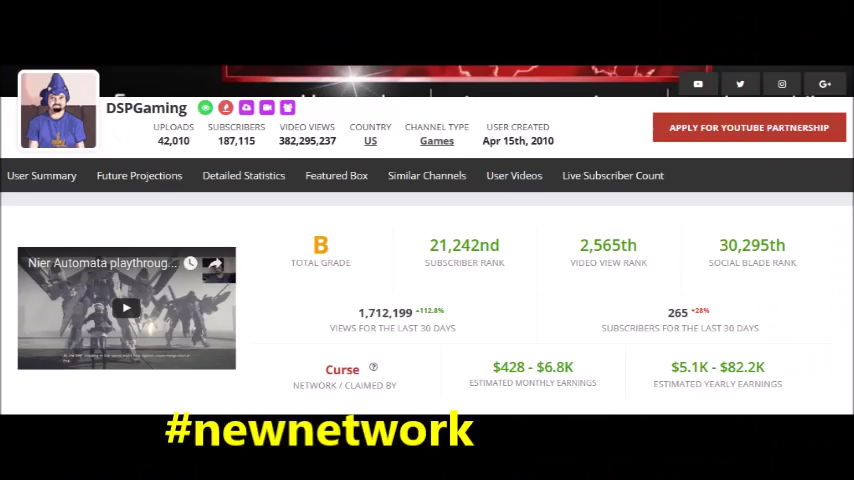 DSPGaming
UPLOADS SUBSCRIBERS VIDEO VIEWS COUNTRY CHANNEL TYPE USER CREATED
42,010 187,115 382,295,237 US Games Apr 15th, 2010
APPLY FOR YOUTUBE PARTNERSHIP
User Summary Future Projections Detailed Statistics Featured Box Similar Channels User Videos Live Subscriber Count
Nier Automata playthroug...
B 21,242nd 2,565th 30,295th
TOTAL GRADE SUBSCRIBER RANK VIDEO VIEW RANK SOCIAL BLADE RANK
1,712,199 +112.8% 265 -28%
VIEWS FOR THE LAST 30 DAYS SUBSCRIBERS FOR THE LAST 30 DAYS
Curse $428 - $6.8K $5.1K - $82.2K
NETWORK / CLAIMED BY ESTIMATED MONTHLY EARNINGS ESTIMATED YEARLY EARNINGS
#newnetwork